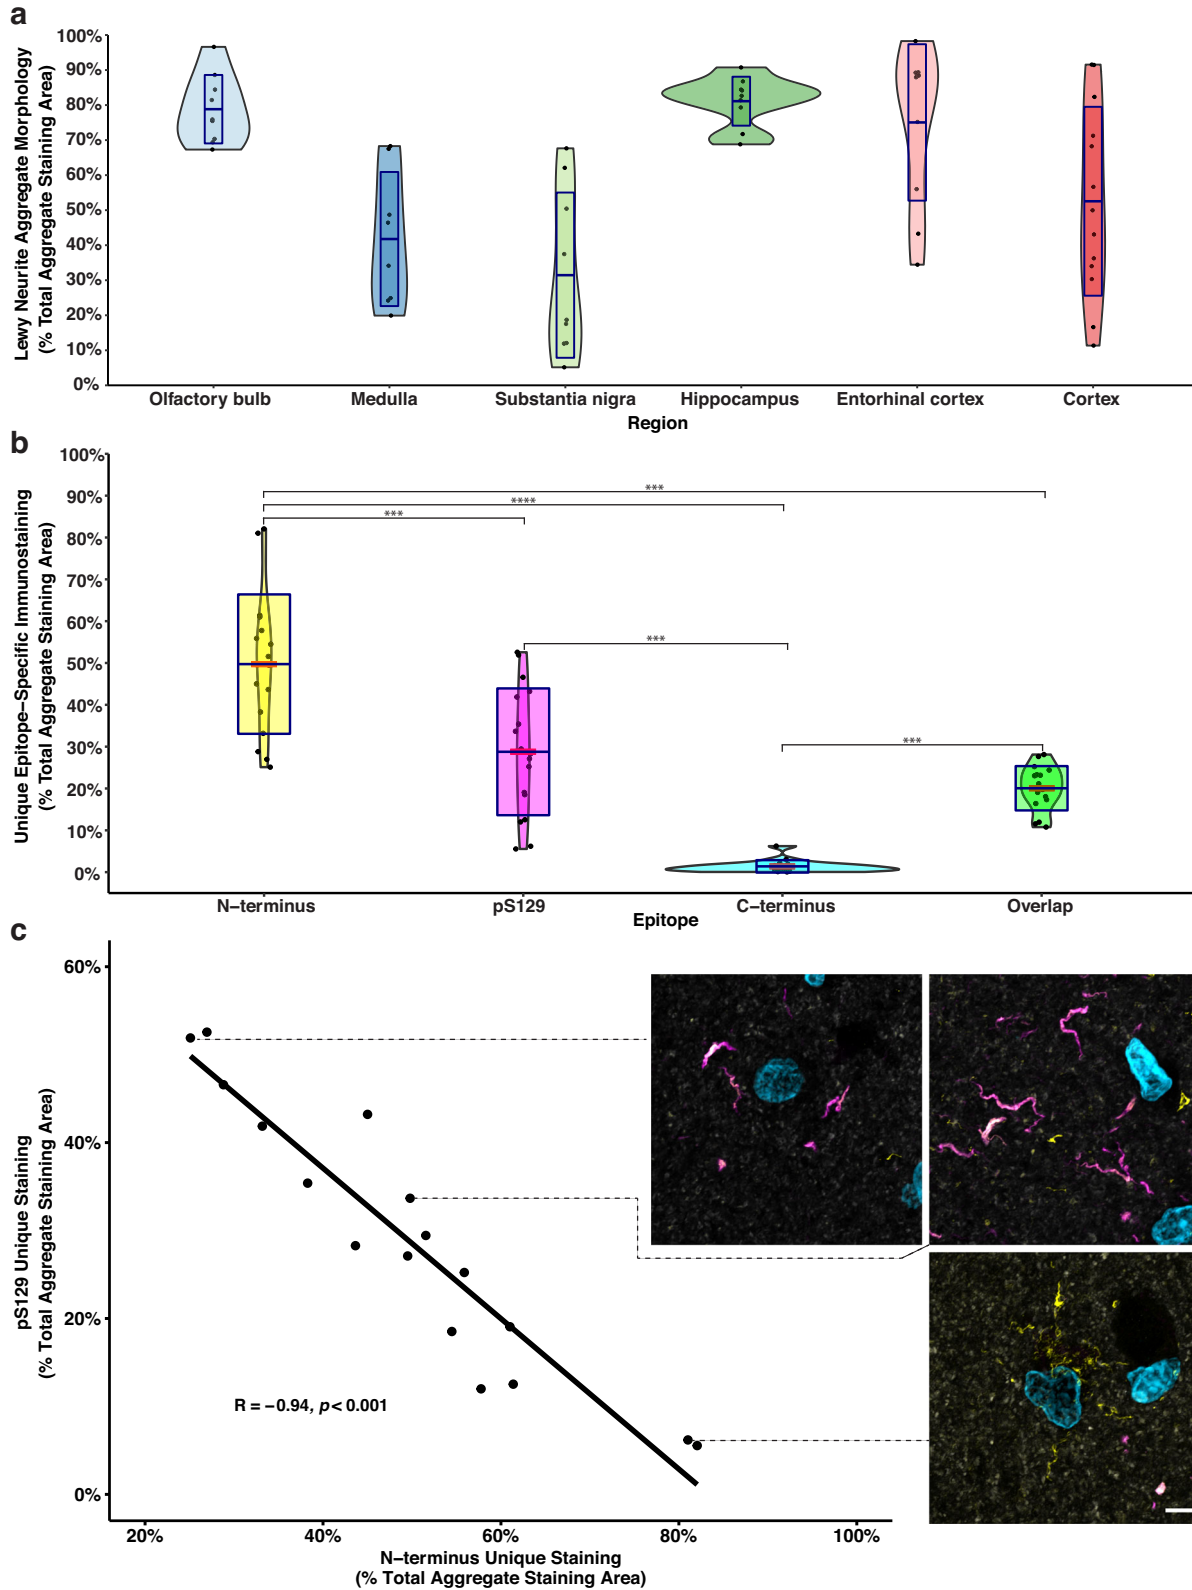 a
Lewy Neurite Aggregate Morphology
(% Total Aggregate Staining Area)
100%
90%
80%
70%
60%
50%
40%
30%
20%
10%
0%
Olfactory bulb
Medulla
Substantia nigra
Hippocampus
Entorhinal cortex
Cortex
Region
b
Unique Epitope−Specific Immunostaining
(% Total Aggregate Staining Area)
100%
90%
80%
70%
60%
50%
40%
30%
20%
10%
0%
***
****
***
***
***
N−terminus
pS129
C−terminus
Overlap
Epitope
c
pS129 Unique Staining
(% Total Aggregate Staining Area)
60%
40%
20%
0%
R = −0.94, p < 0.001
20%
40%
60%
80%
100%
N−terminus Unique Staining
(% Total Aggregate Staining Area)